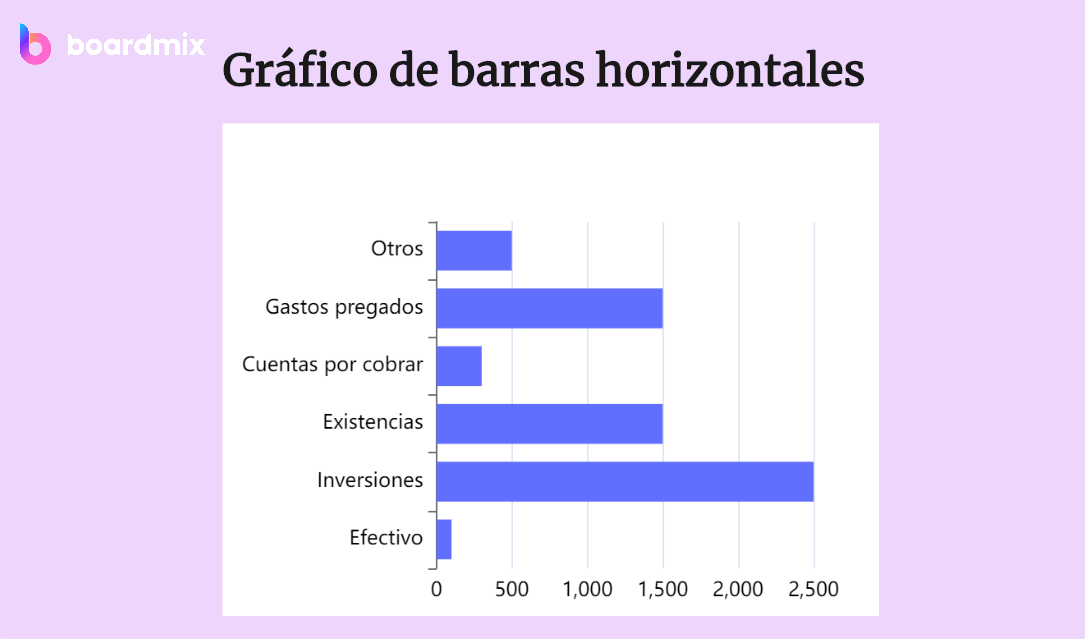 boardmix
Gráfico de barras horizontales
Otros
Gastos pregados
Cuentas por cobrar
Existencias
Inversiones
Efectivo
0 500 1,000 1,500 2,000 2,500